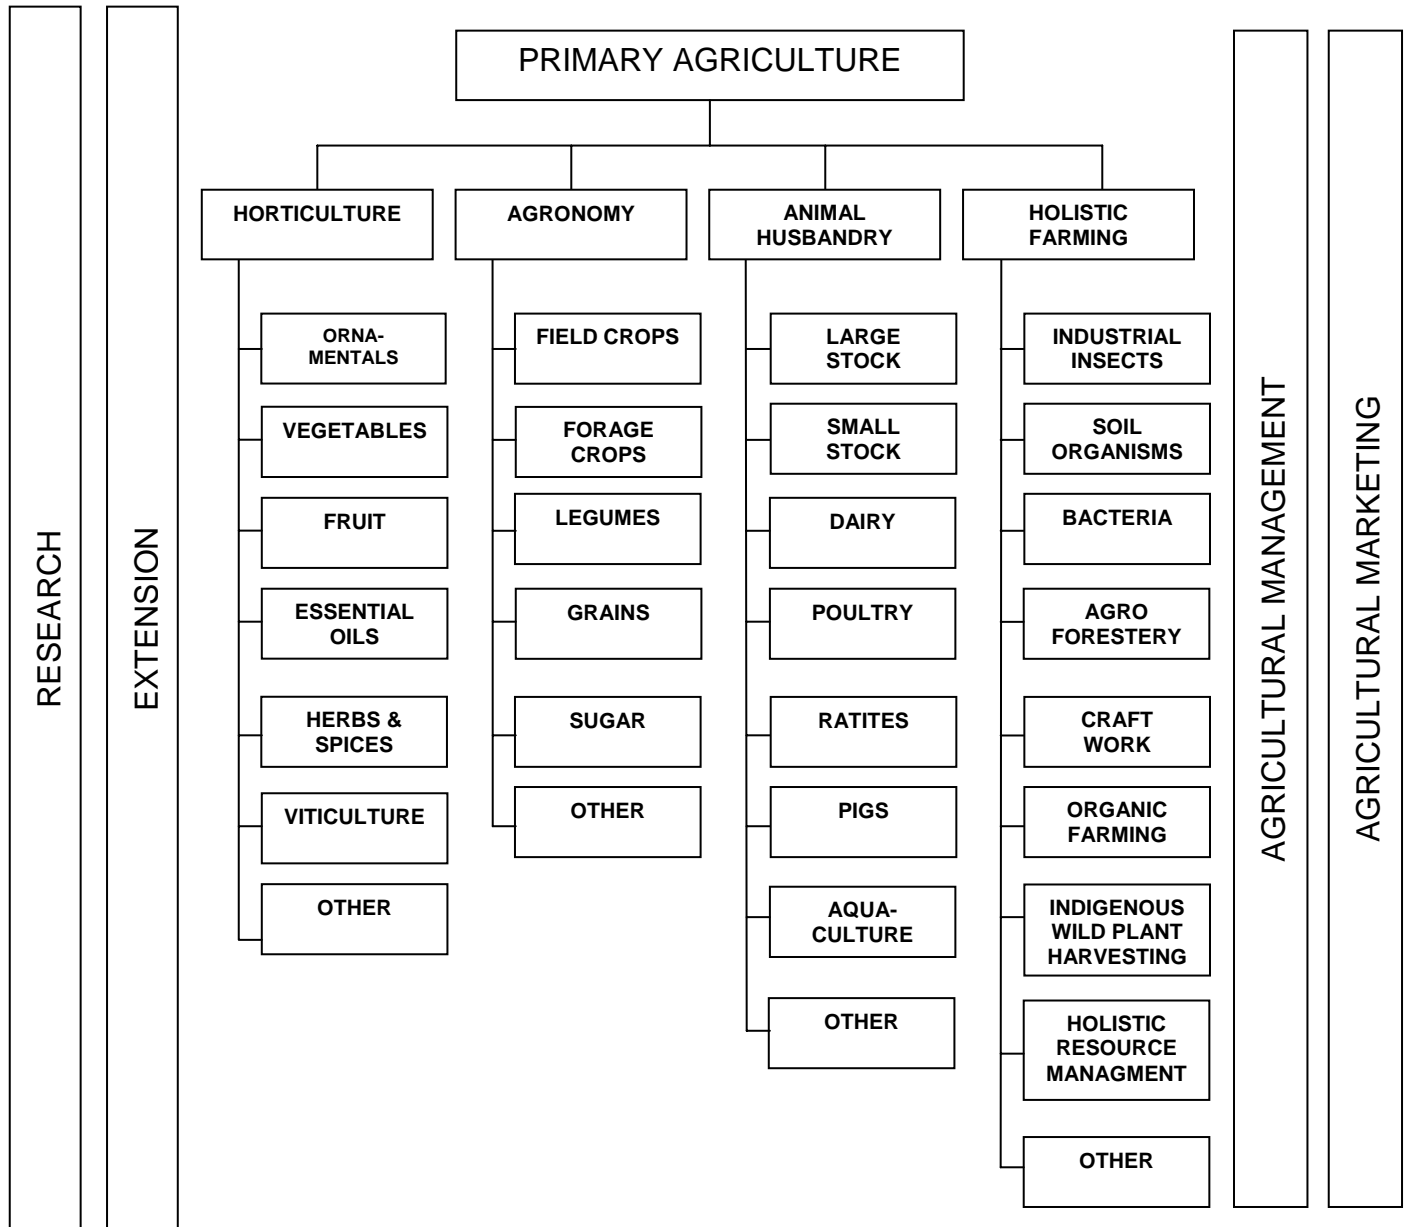 PRIMARY AGRICULTURE
RESEARCH
EXTENSION
HORTICULTURE
ORNA-
MENTALS
VEGETABLES
FRUIT
ESSENTIAL
OILS
HERBS &
SPICES
VITICULTURE
OTHER
AGRONOMY
FIELD CROPS
FORAGE
CROPS
LEGUMES
GRAINS
SUGAR
OTHER
ANIMAL
HUSBANDRY
LARGE
STOCK
SMALL
STOCK
DAIRY
POULTRY
RATITES
PIGS
AQUA-
CULTURE
OTHER
HOLISTIC
FARMING
INDUSTRIAL
INSECTS
SOIL
ORGANISMS
BACTERIA
AGRO
FORESTERY
CRAFT
WORK
ORGANIC
FARMING
INDIGENOUS
WILD PLANT
HARVESTING
HOLISTIC
RESOURCE
MANAGMENT
OTHER
AGRICULTURAL MANAGEMENT
AGRICULTURAL MARKETING